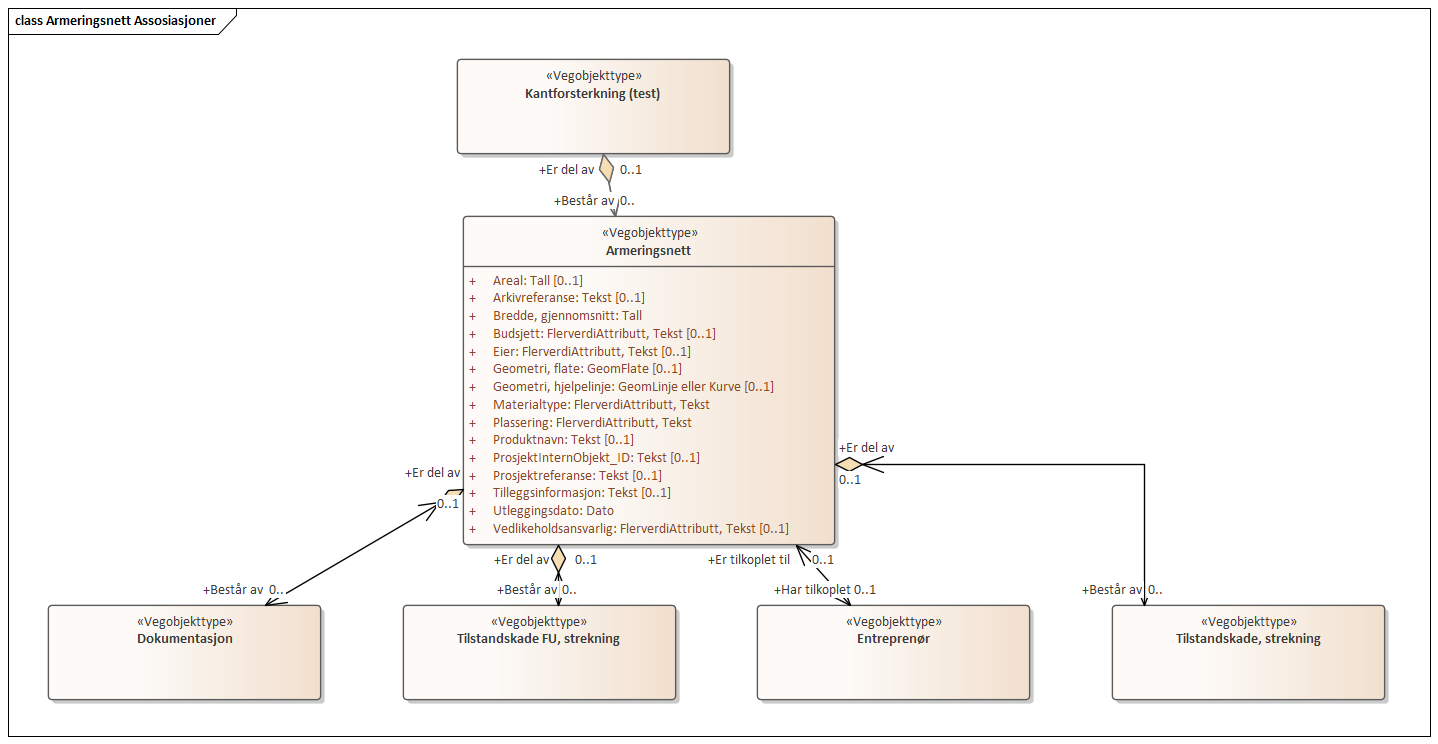 class Armeringsnett Assosiasjoner
«Vegobjekttype»
Kantforsterkning (test)
+Er del av
0..1
+Består av
0..
«Vegobjekttype»
Armeringsnett
+ Areal: Tall [0..1]
+ Arkivreferanse: Tekst [0..1]
+ Bredde, gjennomsnitt: Tall
+ Budsjett: FlerverdiAttributt, Tekst [0..1]
+ Eier: FlerverdiAttributt, Tekst [0..1]
+ Geometri, flate: GeomFlate [0..1]
+ Geometri, hjelpelinje: GeomLinje eller Kurve [0..1]
+ Materialtype: FlerverdiAttributt, Tekst
+ Plassering: FlerverdiAttributt, Tekst
+ Produktnavn: Tekst [0..1]
+ ProsjektInternObjekt_ID: Tekst [0..1]
+ Prosjektreferanse: Tekst [0..1]
+ Tilleggsinformasjon: Tekst [0..1]
+ Utleggingsdato: Dato
+ Vedlikeholdsansvarlig: FlerverdiAttributt, Tekst [0..1]
+Er del av
0..1
+Er del av
0..1
+Er del av
0..1
+Er tilkoplet til
0..1
+Består av
0..
+Består av
0..
+Har tilkoplet
0..1
+Består av
0..
«Vegobjekttype»
Dokumentasjon
«Vegobjekttype»
Tilstandskade FU, strekning
«Vegobjekttype»
Entreprenør
«Vegobjekttype»
Tilstandskade, strekning